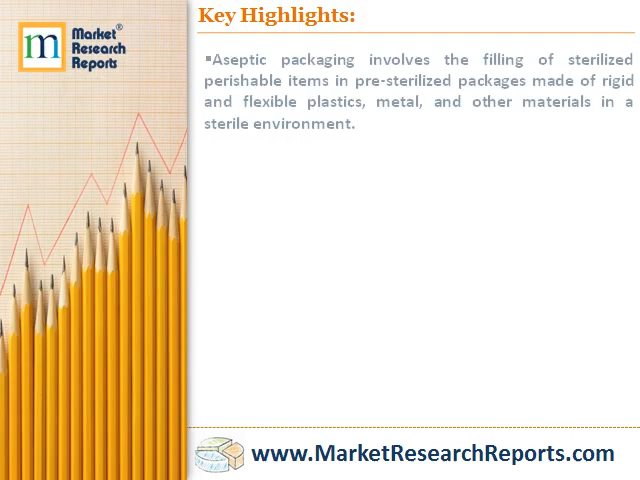 m
Market®
Research
Reports
Key Highlights:
▪Aseptic packaging involves the filling of sterilized
perishable items in pre-sterilized packages made of rigid
and flexible plastics, metal, and other materials in a
sterile environment.
www.MarketResearchReports.com